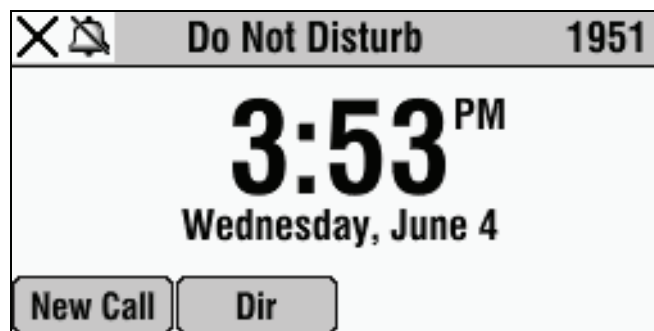 Do Not Disturb 1951
3:53 PM
Wednesday, June 4
New Call Dir